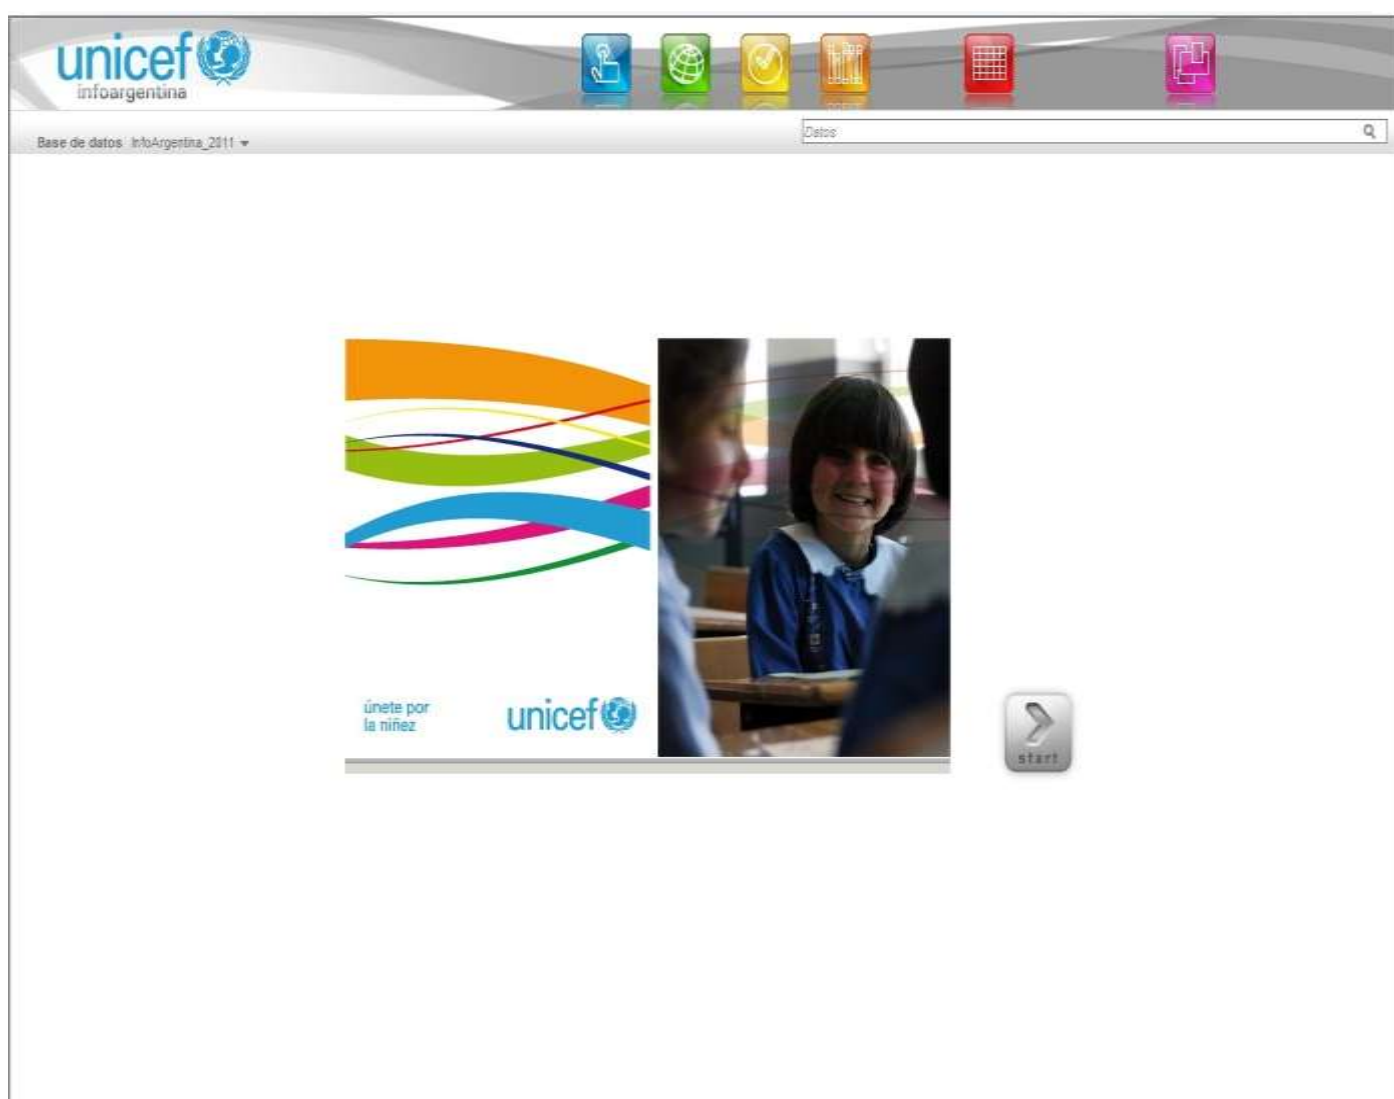 unicef
infoargentina
Datos
Base de datos InfoArgentina_2011
únete por
la niñez
unicef
start